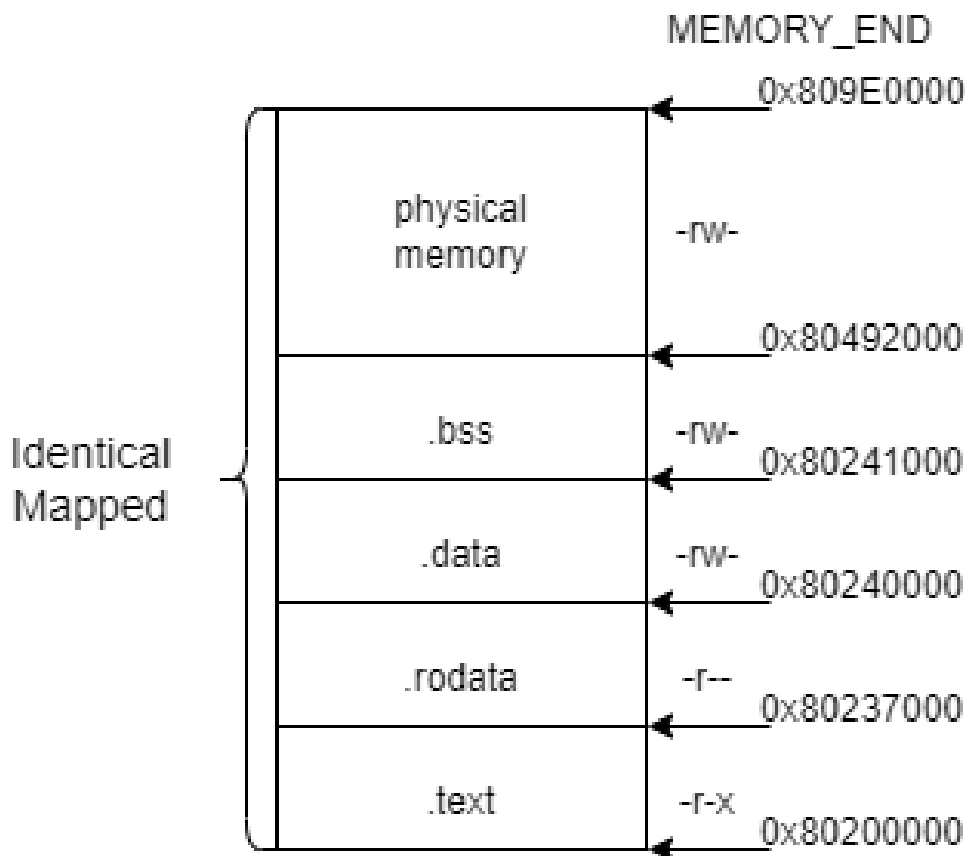 MEMORY_END
0x809E0000
physical
memory
-rw-
0x80492000
.bss
-rw-
0x80241000
Identical
Mapped
.data
-rw-
0x80240000
.rodata
-r--
0x80237000
.text
-r-x
0x80200000